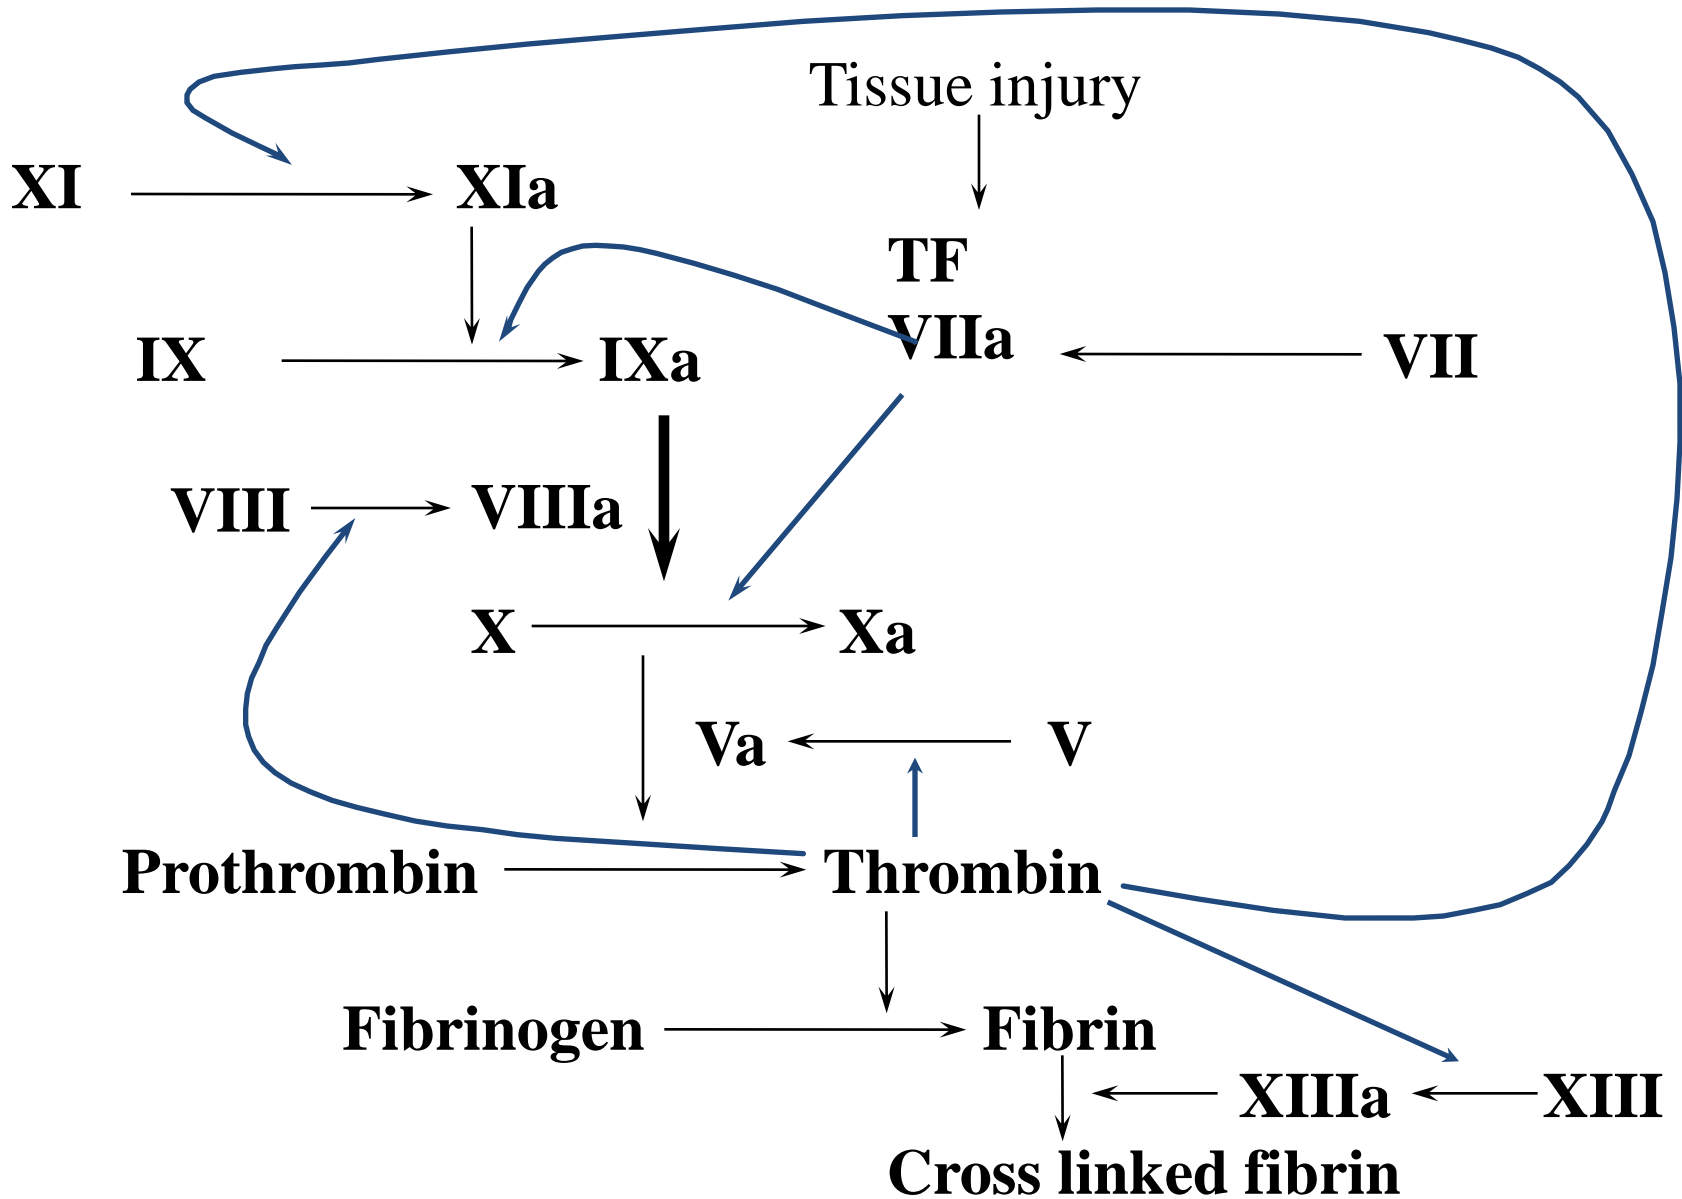 Tissue injury
XI XIa
TF
VIIa
IX IXa VII
VIII VIIIa
X Xa
Va V
Prothrombin Thrombin
Fibrinogen Fibrin
XIIIa XIII
Cross linked fibrin